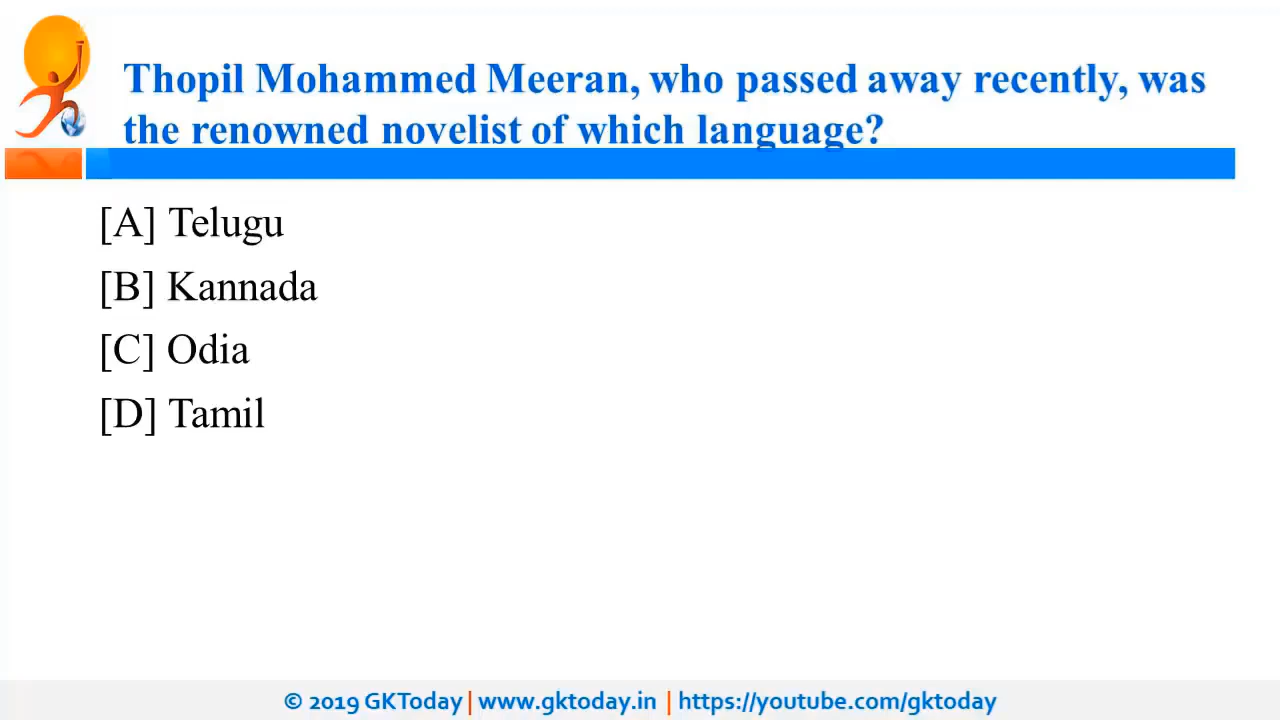 Thopil Mohammed Meeran, who passed away recently, was
the renowned novelist of which language?
[A] Telugu
[B] Kannada
[C] Odia
[D] Tamil
© 2019 GKToday | www.gktoday.in | https://youtube.com/gktoday